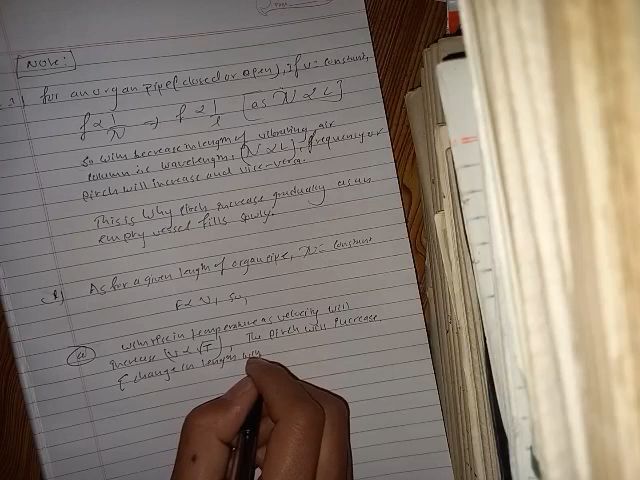 Note:
3) for an organ pipe (closed or open), If v = constant,
f ∝ 1/λ → f ∝ 1/l [as λ ∝ L]
So with decrease in length of vibrating air
column is wavelength, (λ ∝ L), frequency or
pitch will increase and vice-versa.
This is why pitch increase gradually as an
empty vessel fills slowly.
4) As for a given length of organ pipe, λ = constant
F ∝ v, So,
(a) with rise in temperature as velocity will
increase (v ∝ √T), The pitch will increase.
change in length